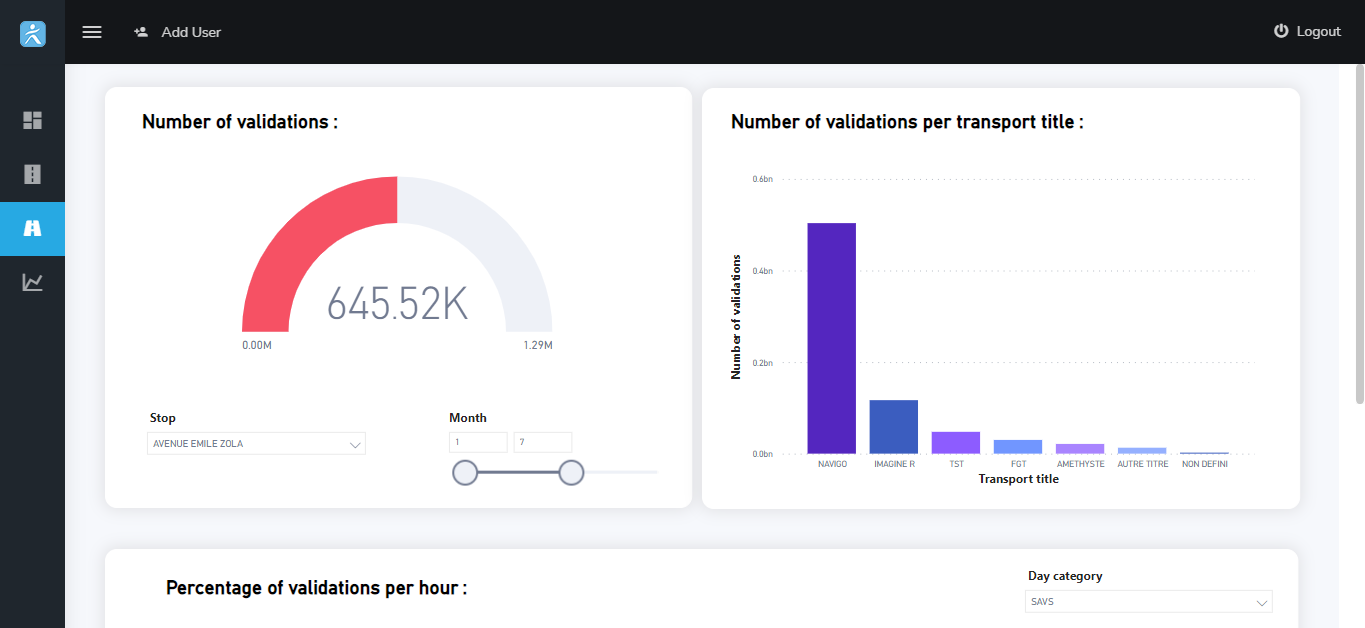 Add User
Logout
Number of validations :
645.52K
0.00M
1.29M
Stop
AVENUE EMILE ZOLA
Month
1
7
Number of validations per transport title :
Number of validations
0.6bn
0.4bn
0.2bn
0.0bn
NAVIGO
IMAGINE R
TST
FGT
AMETHYSTE
AUTRE TITRE
NON DEFINI
Transport title
Percentage of validations per hour :
Day category
SAVS